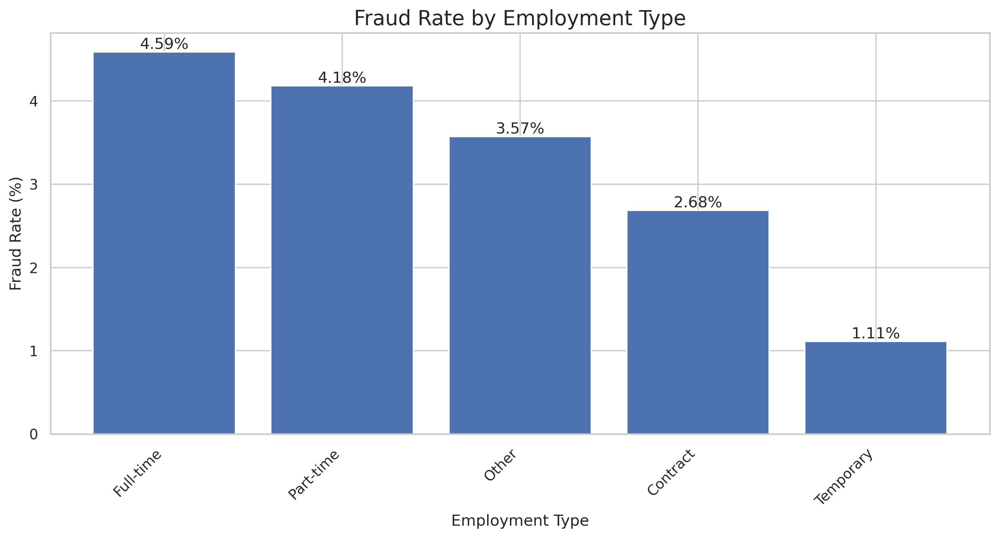 Fraud Rate by Employment Type
4.59%
4.18%
3.57%
2.68%
1.11%
4
3
2
1
0
Fraud Rate (%)
Full-time
Part-time
Other
Contract
Temporary
Employment Type